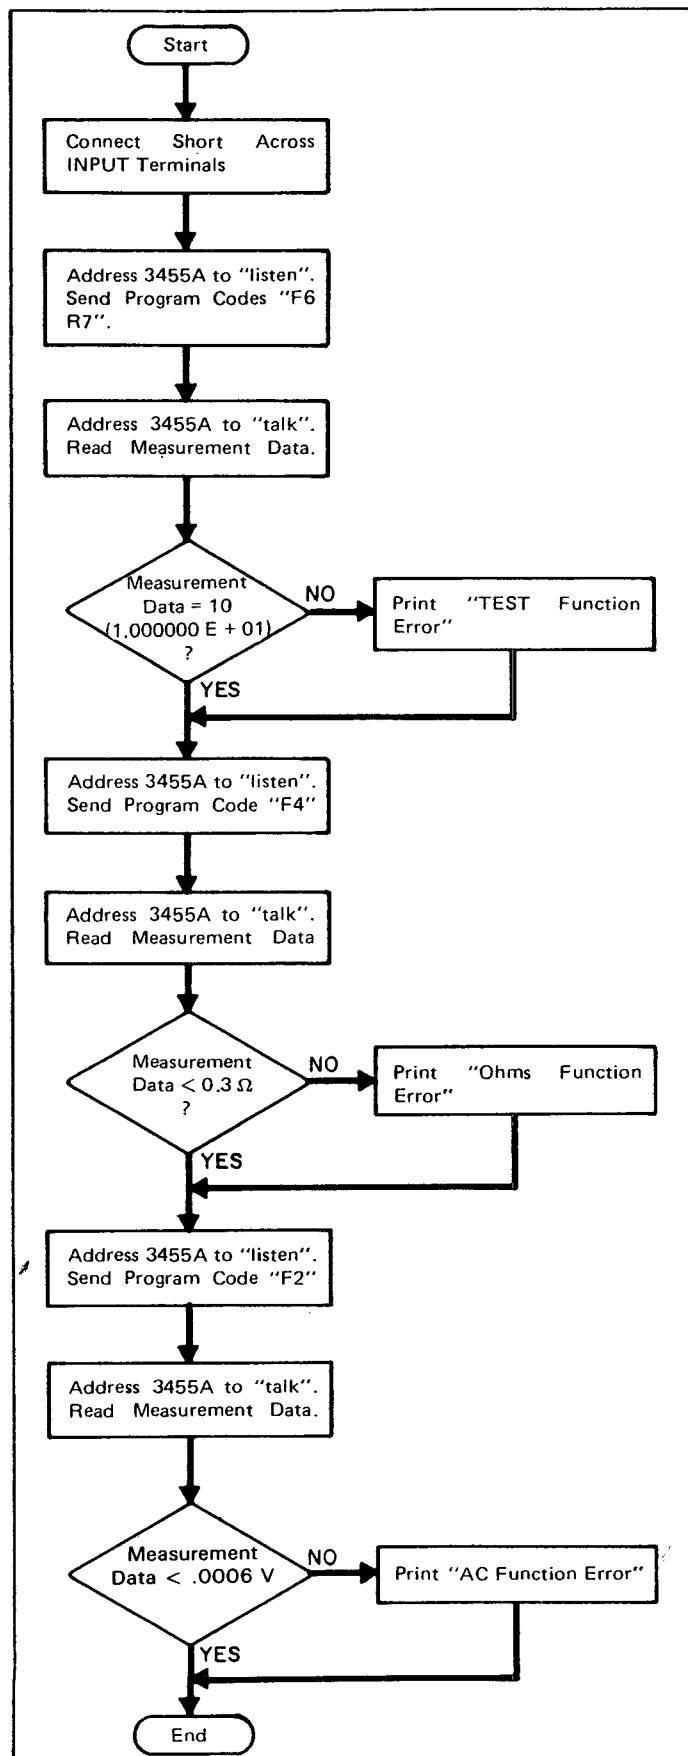 Start
Connect Short Across
INPUT Terminals
Address 3455A to “listen”.
Send Program Codes “F6
R7”.
Address 3455A to “talk”.
Read Measurement Data.
Measurement
Data = 10
(1.000000 E + 01)
?
NO
Print “TEST Function
Error”
YES
Address 3455A to “listen”.
Send Program Code “F4”
Address 3455A to “talk”.
Read Measurement Data
Measurement
Data < 0.3 Ω
?
NO
Print “Ohms Function
Error”
YES
Address 3455A to “listen”.
Send Program Code “F2”
Address 3455A to “talk”.
Read Measurement Data.
Measurement
Data < .0006 V
NO
Print “AC Function Error”
YES
End